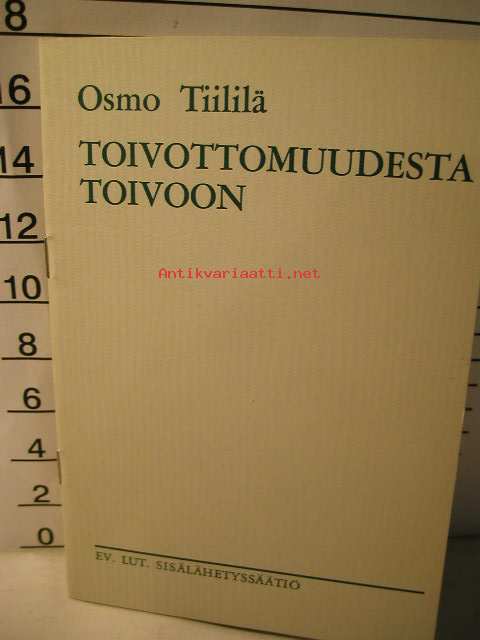 8
16
Osmo Tiililä
14
TOIVOTTOMUUDESTA
TOIVOON
12
Antikvariaatti.net
10
8
6
4
2
0
EV. LUT. SISÄLÄHETYSSÄÄTIÖ